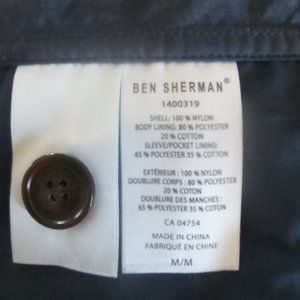 BEN SHERMAN®
1400319
SHELL: 100 % NYLON
BODY LINING: 80 % POLYESTER
20 % COTTON
SLEEVE/POCKET LINING:
65 % POLYESTER 35 % COTTON
EXTÉRIEUR : 100 % NYLON
DOUBLURE CORPS : 80 % POLYESTER
20 % COTON
DOUBLURE DES MANCHES :
65 % POLYESTER 35 % COTON
CA 04754
MADE IN CHINA
FABRIQUÉ EN CHINE
M/M